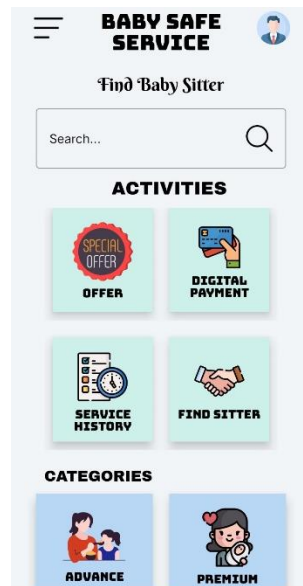 BABY SAFE
SERVICE
Find Baby Sitter
Search...
ACTIVITIES
SPECIAL
OFFER
OFFER
DIGITAL
PAYMENT
SERVICE
HISTORY
FIND SITTER
CATEGORIES
ADVANCE
PREMIUM